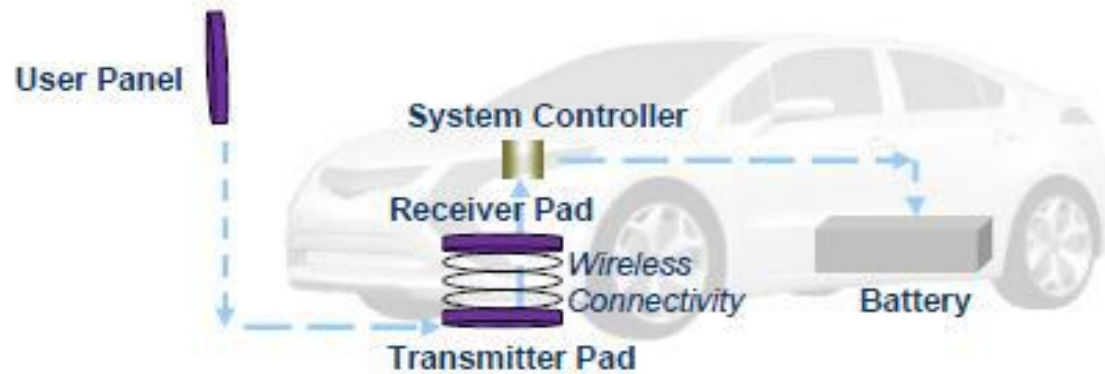 User Panel
System Controller
Receiver Pad
Wireless
Connectivity
Battery
Transmitter Pad